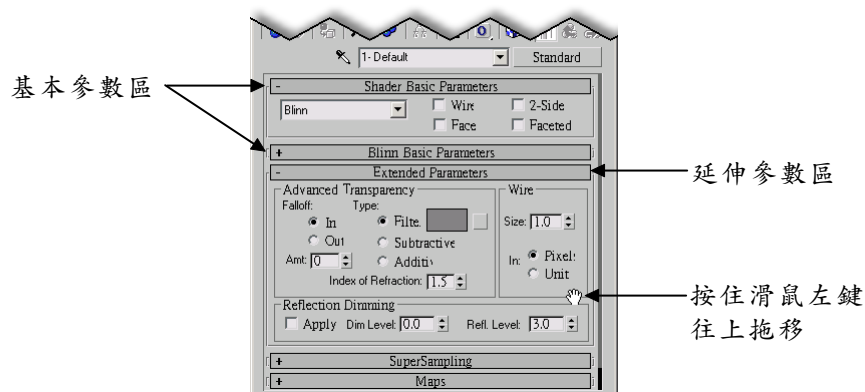 1- Default
Standard
- Shader Basic Parameters
基本參數區
Blinn
Wire
2-Side
Face
Faceted
+ Blinn Basic Parameters
- Extended Parameters
延伸參數區
Advanced Transparency
Wire
Falloff:
Type:
In
Filte
Size: 1.0
Out
Subtractive
Amt: 0
Additi
In: Pixels
Unit
Index of Refraction: 1.5
按住滑鼠左鍵
往上拖移
Reflection Dimming
Apply
Dim Level: 0.0
Refl. Level: 3.0
+ SuperSampling
+ Maps